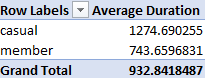 Row Labels Average Duration
casual 1274.690255
member 743.6596831
Grand Total 932.8418487